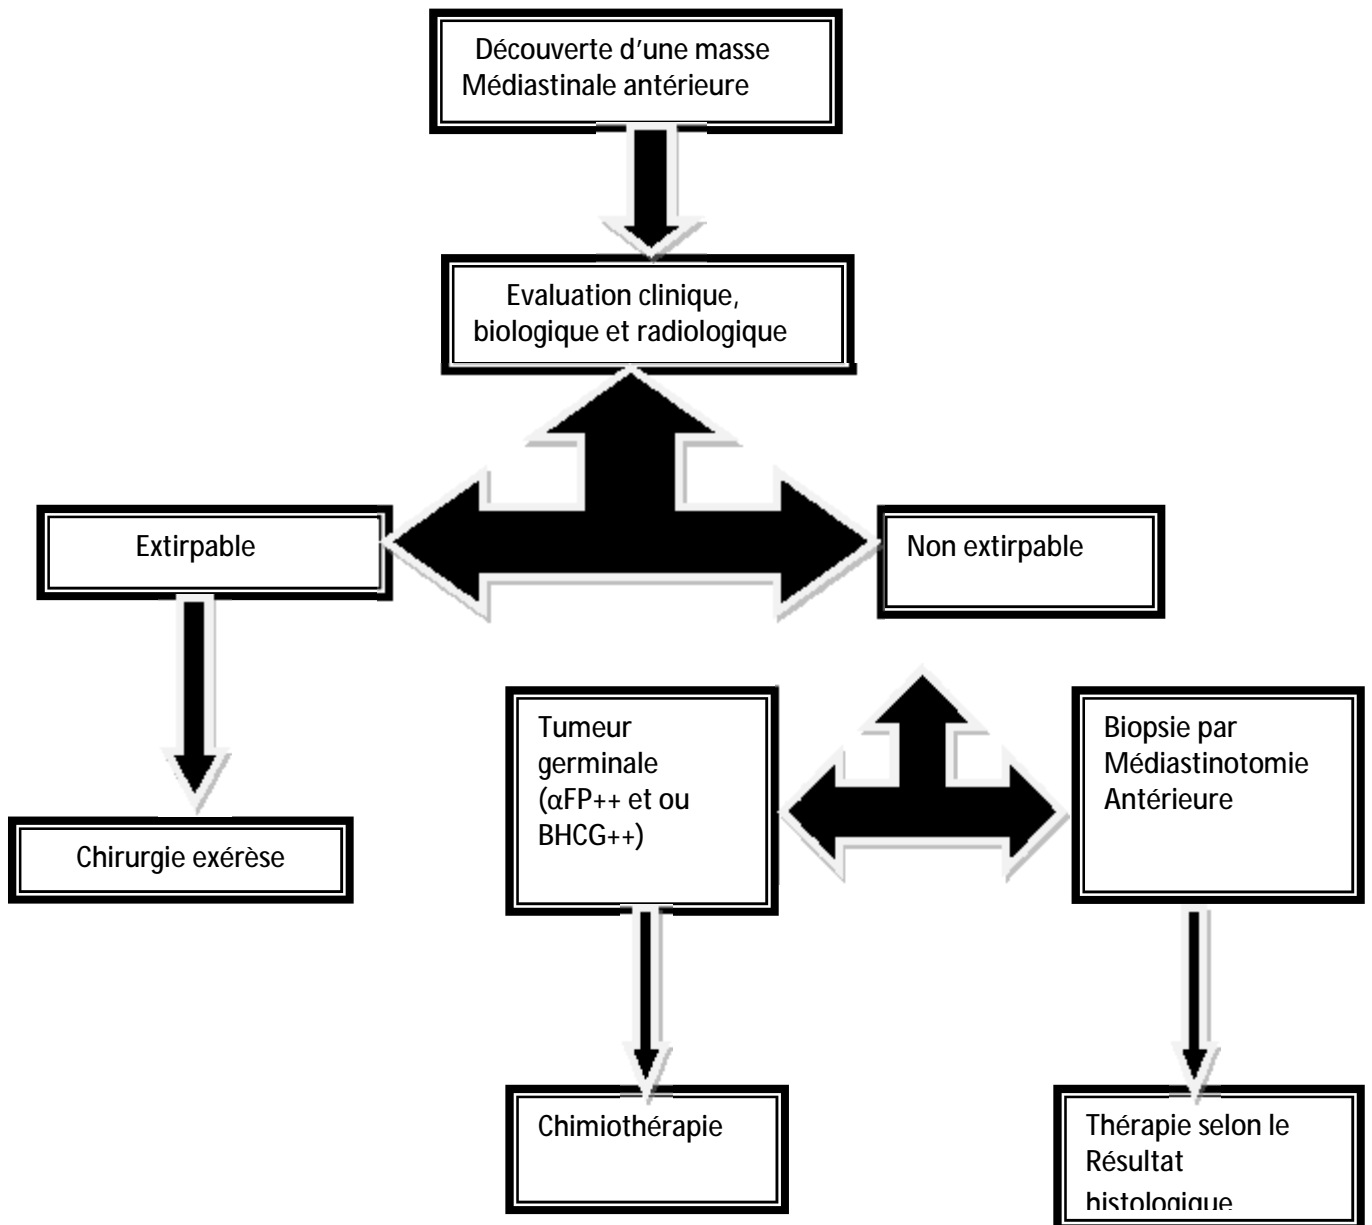 Découverte d'une masse
Médiastinale antérieure
Evaluation clinique,
biologique et radiologique
Extirpable
Non extirpable
Tumeur
germinale
(αFP++ et ou
BHCG++)
Biopsie par
Médiastinotomie
Antérieure
Chirurgie exérèse
Chimiothérapie
Thérapie selon le
Résultat
histologique